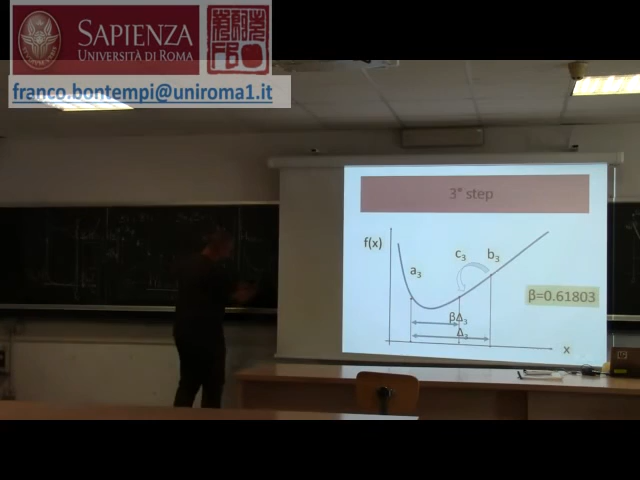 SAPIENZA
UNIVERSITÀ DI ROMA
franco.bontempi@uniroma1.it
3° step
f(x)
c₃
b₃
a₃
β=0.61803
βΔ₃
Δ₃
x